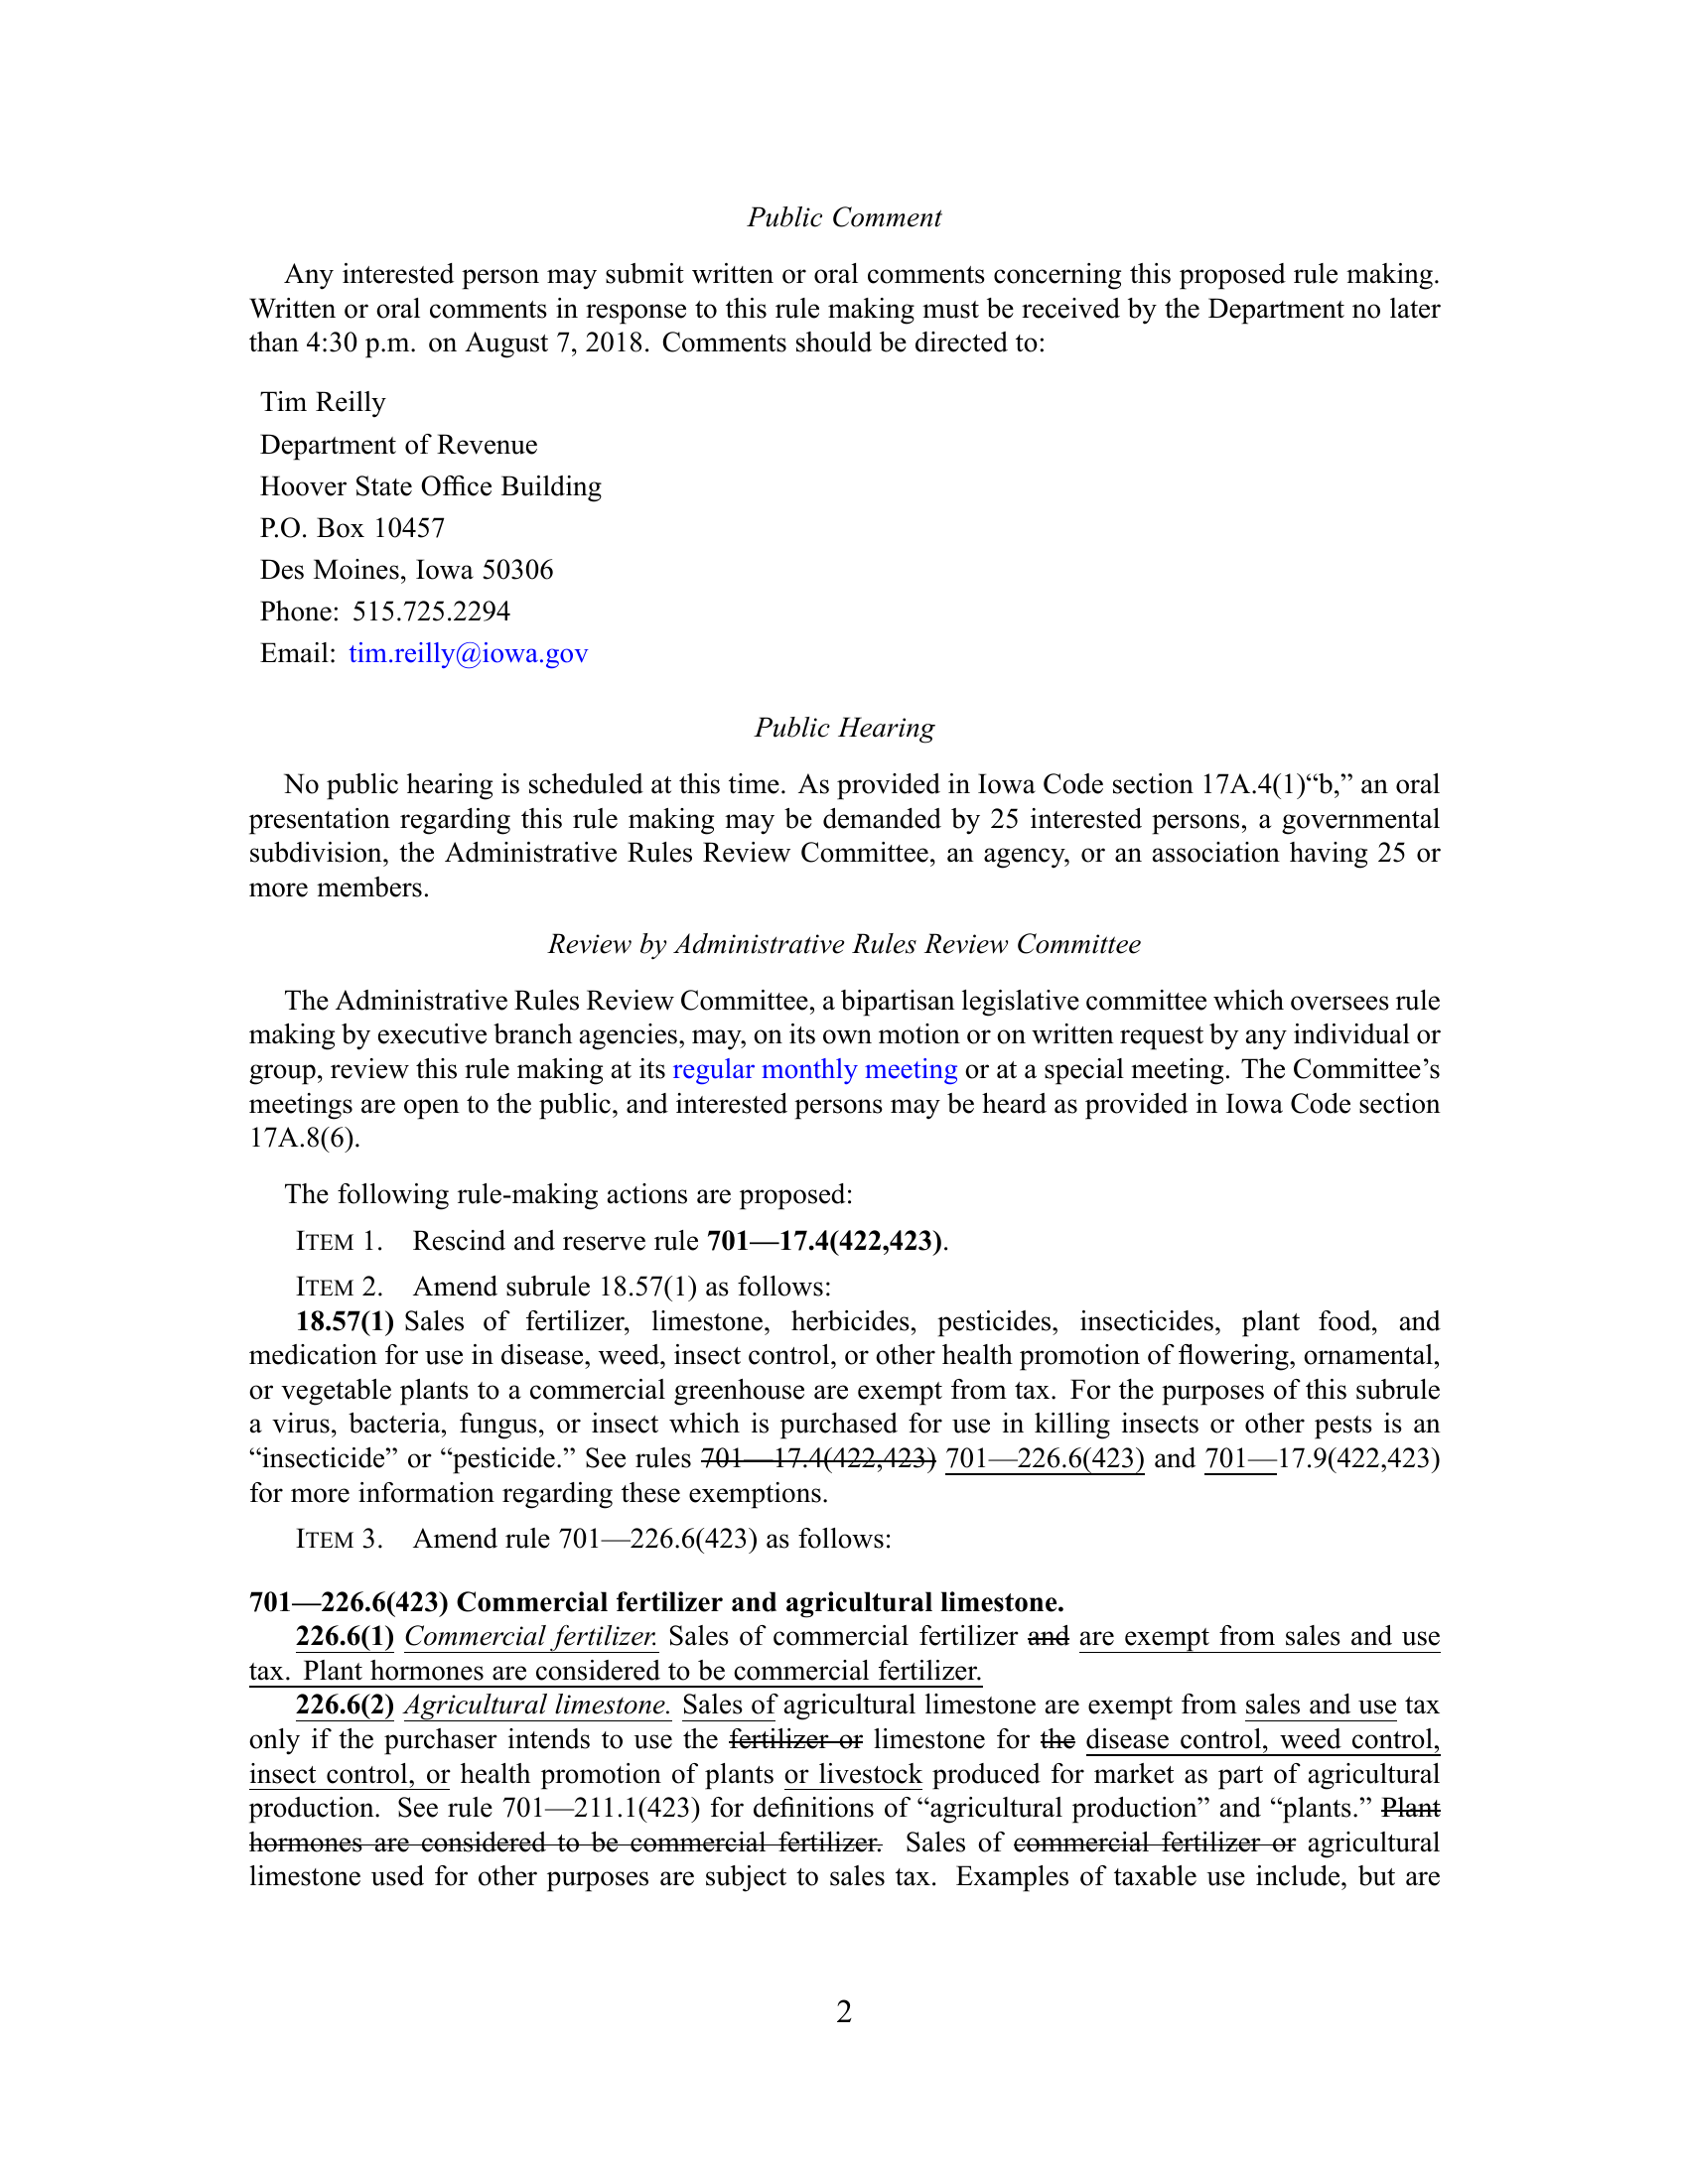 Public Comment
Any interested person may submit written or oral comments concerning this proposed rule making.
Written or oral comments in response to this rule making must be received by the Department no later
than 4:30 p.m. on August 7, 2018. Comments should be directed to:
Tim Reilly
Department of Revenue
Hoover State Office Building
P.O. Box 10457
Des Moines, Iowa 50306
Phone: 515.725.2294
Email: tim.reilly@iowa.gov
Public Hearing
No public hearing is scheduled at this time. As provided in Iowa Code section 17A.4(1)“b,” an oral
presentation regarding this rule making may be demanded by 25 interested persons, a governmental
subdivision, the Administrative Rules Review Committee, an agency, or an association having 25 or
more members.
Review by Administrative Rules Review Committee
The Administrative Rules Review Committee, a bipartisan legislative committee which oversees rule
making by executive branch agencies, may, on its own motion or on written request by any individual or
group, review this rule making at its regular monthly meeting or at a special meeting. The Committee’s
meetings are open to the public, and interested persons may be heard as provided in Iowa Code section
17A.8(6).
The following rule-making actions are proposed:
ITEM 1. Rescind and reserve rule 701—17.4(422,423).
ITEM 2. Amend subrule 18.57(1) as follows:
18.57(1) Sales of fertilizer, limestone, herbicides, pesticides, insecticides, plant food, and
medication for use in disease, weed, insect control, or other health promotion of flowering, ornamental,
or vegetable plants to a commercial greenhouse are exempt from tax. For the purposes of this subrule
a virus, bacteria, fungus, or insect which is purchased for use in killing insects or other pests is an
“insecticide” or “pesticide.” See rules 701—17.4(422,423) 701—226.6(423) and 701—17.9(422,423)
for more information regarding these exemptions.
ITEM 3. Amend rule 701—226.6(423) as follows:
701—226.6(423) Commercial fertilizer and agricultural limestone.
226.6(1) Commercial fertilizer. Sales of commercial fertilizer and are exempt from sales and use
tax. Plant hormones are considered to be commercial fertilizer.
226.6(2) Agricultural limestone. Sales of agricultural limestone are exempt from sales and use tax
only if the purchaser intends to use the fertilizer or limestone for the disease control, weed control,
insect control, or health promotion of plants or livestock produced for market as part of agricultural
production. See rule 701—211.1(423) for definitions of “agricultural production” and “plants.” Plant
hormones are considered to be commercial fertilizer. Sales of commercial fertilizer or agricultural
limestone used for other purposes are subject to sales tax. Examples of taxable use include, but are
2